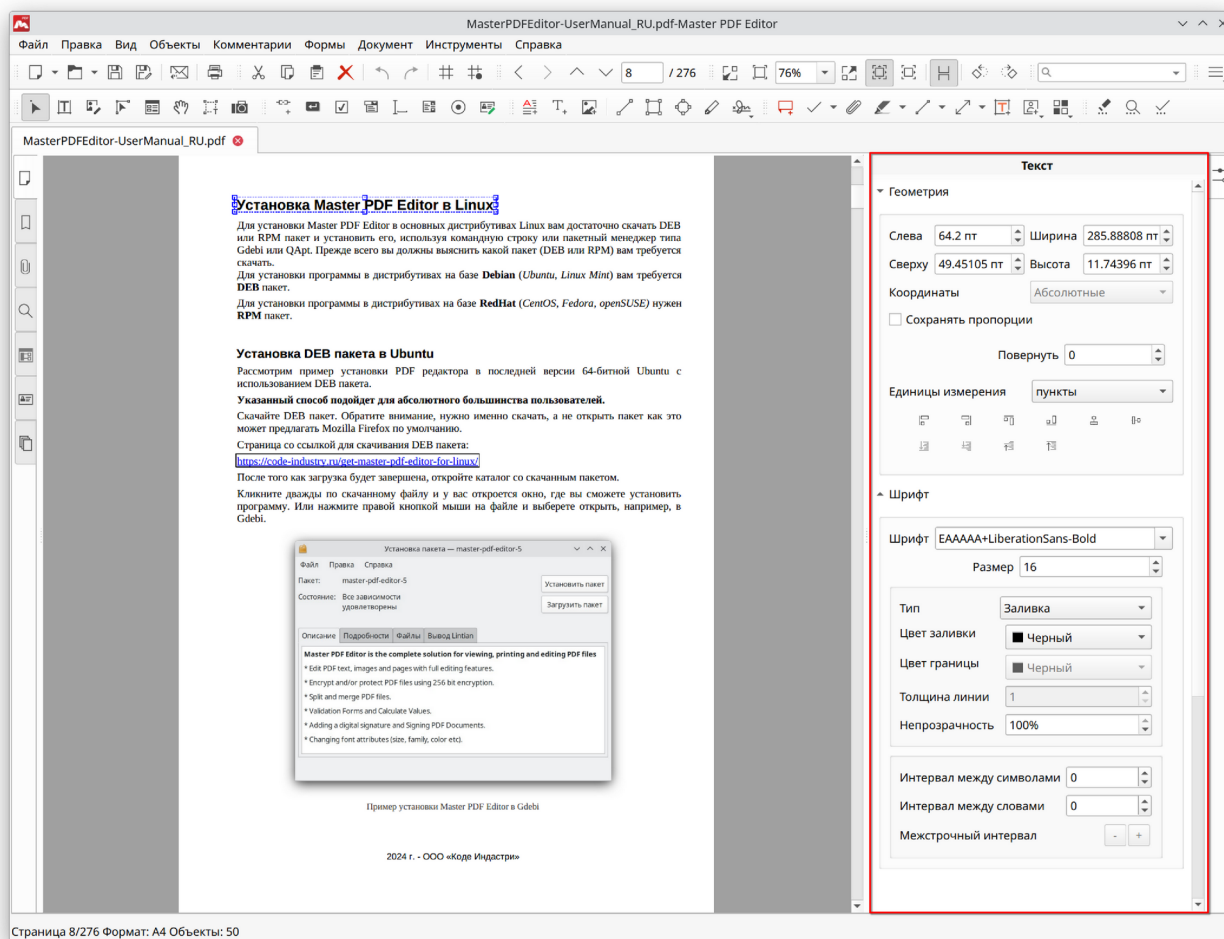 MasterPDFEditor-UserManual_RU.pdf-Master PDF Editor
Файл Правка Вид Объекты Комментарии Формы Документ Инструменты Справка
8 / 276 76%
MasterPDFEditor-UserManual_RU.pdf
Установка Master PDF Editor в Linux
Для установки Master PDF Editor в основных дистрибутивах Linux вам достаточно скачать DEB
или RPM пакет и установить его, используя командную строку или пакетный менеджер типа
Gdebi или QApt. Прежде всего вы должны выяснить какой пакет (DEB или RPM) вам требуется
скачать.
Для установки программы в дистрибутивах на базе Debian (Ubuntu, Linux Mint) вам требуется
DEB пакет.
Для установки программы в дистрибутивах на базе RedHat (CentOS, Fedora, openSUSE) нужен
RPM пакет.
Установка DEB пакета в Ubuntu
Рассмотрим пример установки PDF редактора в последней версии 64-битной Ubuntu с
использованием DEB пакета.
Указанный способ подойдет для абсолютного большинства пользователей.
Скачайте DEB пакет. Обратите внимание, нужно именно скачать, а не открыть пакет как это
может предлагать Mozilla Firefox по умолчанию.
Страница со ссылкой для скачивания DEB пакета:
https://code-industry.ru/get-master-pdf-editor-for-linux/
После того как загрузка будет завершена, откройте каталог со скачанным пакетом.
Кликните дважды по скачанному файлу и у вас откроется окно, где вы сможете установить
программу. Или нажмите правой кнопкой мыши на файле и выберете открыть, например, в
Gdebi.
Установка пакета — master-pdf-editor-5
Файл Правка Справка
Пакет: master-pdf-editor-5
Установить пакет
Состояние: Все зависимости
удовлетворены
Загрузить пакет
Описание Подробности Файлы Вывод Lintian
Master PDF Editor is the complete solution for viewing, printing and editing PDF files
* Edit PDF text, images and pages with full editing features.
* Encrypt and/or protect PDF files using 256 bit encryption.
* Split and merge PDF files.
* Validation Forms and Calculate Values.
* Adding a digital signature and Signing PDF Documents.
* Changing font attributes (size, family, color etc).
Пример установки Master PDF Editor в Gdebi
2024 г. - ООО «Коде Индастри»
Текст
Геометрия
Слева 64.2 пт Ширина 285.88808 пт
Сверху 49.45105 пт Высота 11.74396 пт
Координаты Абсолютные
Сохранять пропорции
Повернуть 0
Единицы измерения пункты
Шрифт
Шрифт EAAAAA+LiberationSans-Bold
Размер 16
Тип Заливка
Цвет заливки Черный
Цвет границы Черный
Толщина линии 1
Непрозрачность 100%
Интервал между символами 0
Интервал между словами 0
Межстрочный интервал - +
Страница 8/276 Формат: A4 Объекты: 50